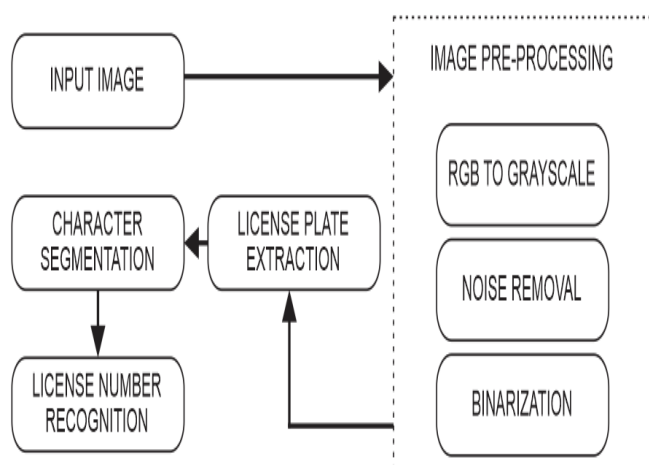 INPUT IMAGE
IMAGE PRE-PROCESSING
RGB TO GRAYSCALE
NOISE REMOVAL
BINARIZATION
LICENSE PLATE
EXTRACTION
CHARACTER
SEGMENTATION
LICENSE NUMBER
RECOGNITION